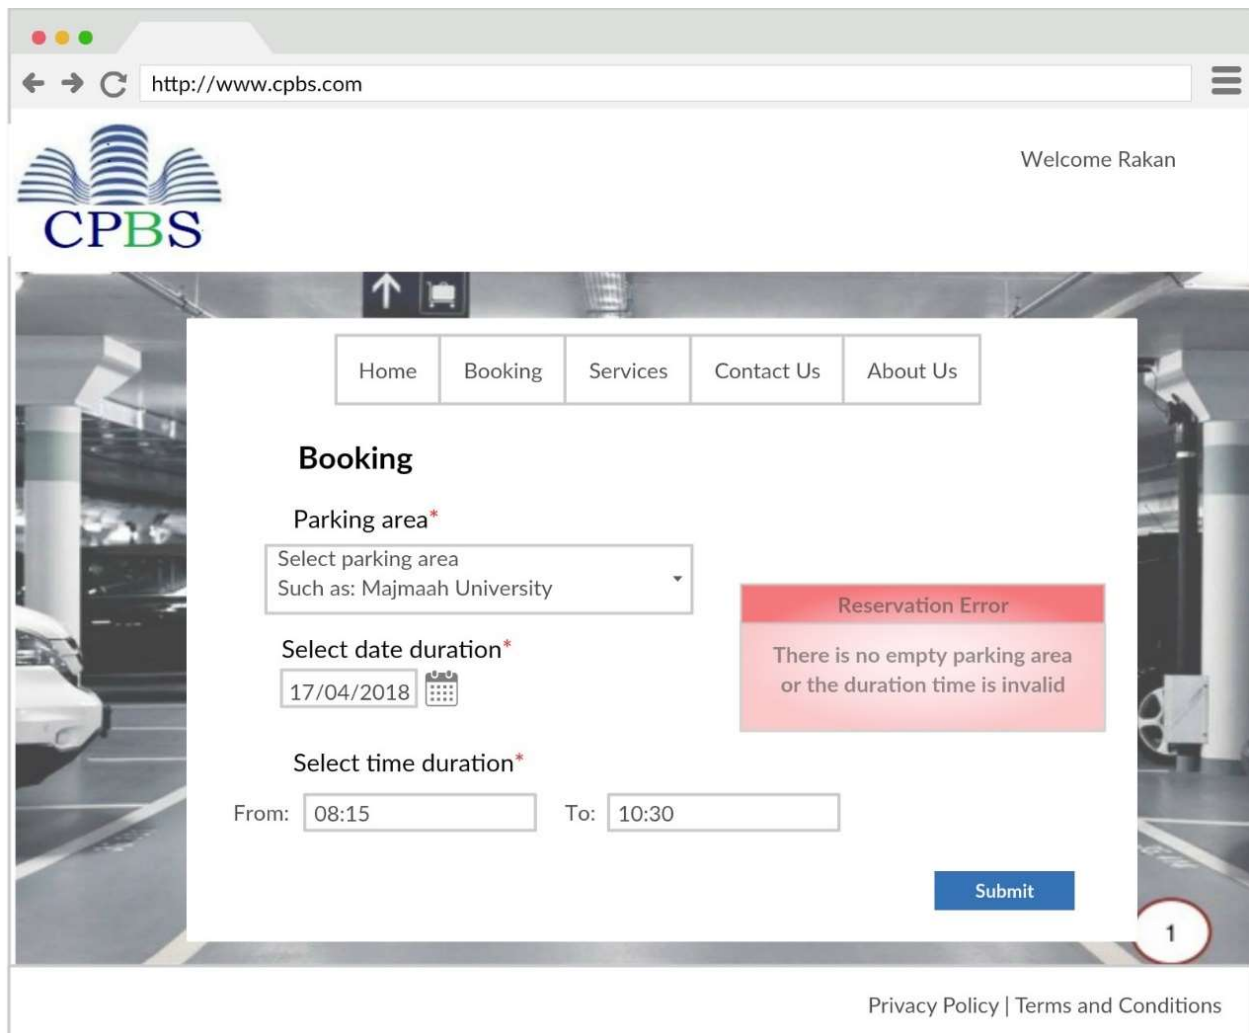 http://www.cpbs.com
CPBS
Welcome Rakan
Home
Booking
Services
Contact Us
About Us
Booking
Parking area*
Select parking area
Such as: Majmaah University
Reservation Error
There is no empty parking area
or the duration time is invalid
Select date duration*
17/04/2018
Select time duration*
From: 08:15 To: 10:30
Submit
1
Privacy Policy | Terms and Conditions